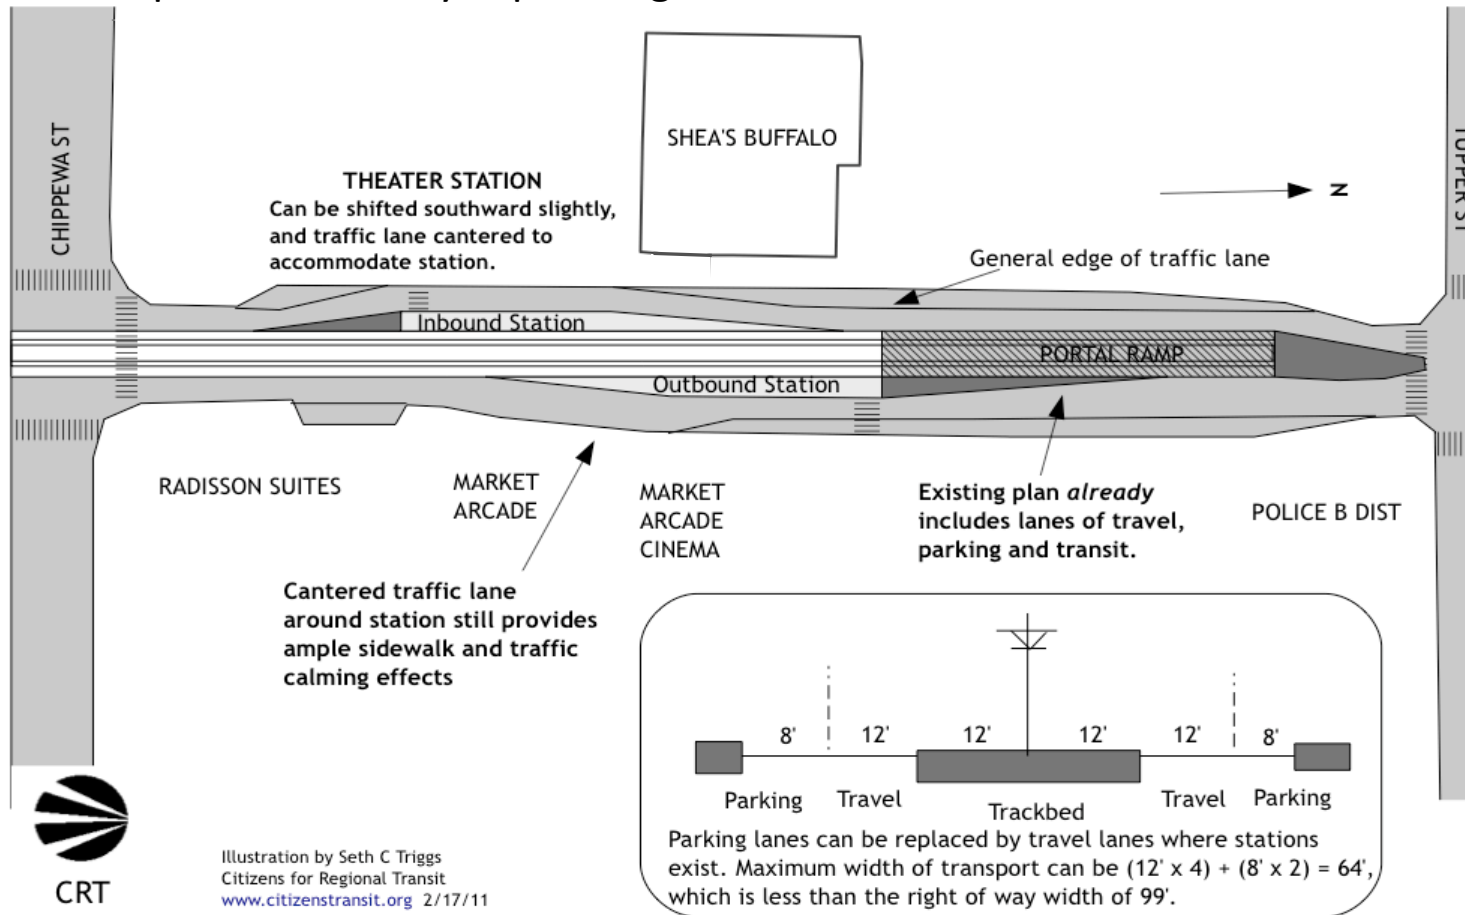 CHIPPEWA ST
SHEA'S BUFFALO
TUPPER ST
THEATER STATION
Can be shifted southward slightly,
and traffic lane cantered to
accommodate station.
N
General edge of traffic lane
Inbound Station
PORTAL RAMP
Outbound Station
RADISSON SUITES
MARKET
ARCADE
MARKET
ARCADE
CINEMA
Existing plan already
includes lanes of travel,
parking and transit.
POLICE B DIST
Cantered traffic lane
around station still provides
ample sidewalk and traffic
calming effects
8' 12' 12' 12' 12' 8'
Parking Travel Trackbed Travel Parking
Parking lanes can be replaced by travel lanes where stations
exist. Maximum width of transport can be (12' x 4) + (8' x 2) = 64',
which is less than the right of way width of 99'.
CRT
Illustration by Seth C Triggs
Citizens for Regional Transit
www.citizenstransit.org 2/17/11